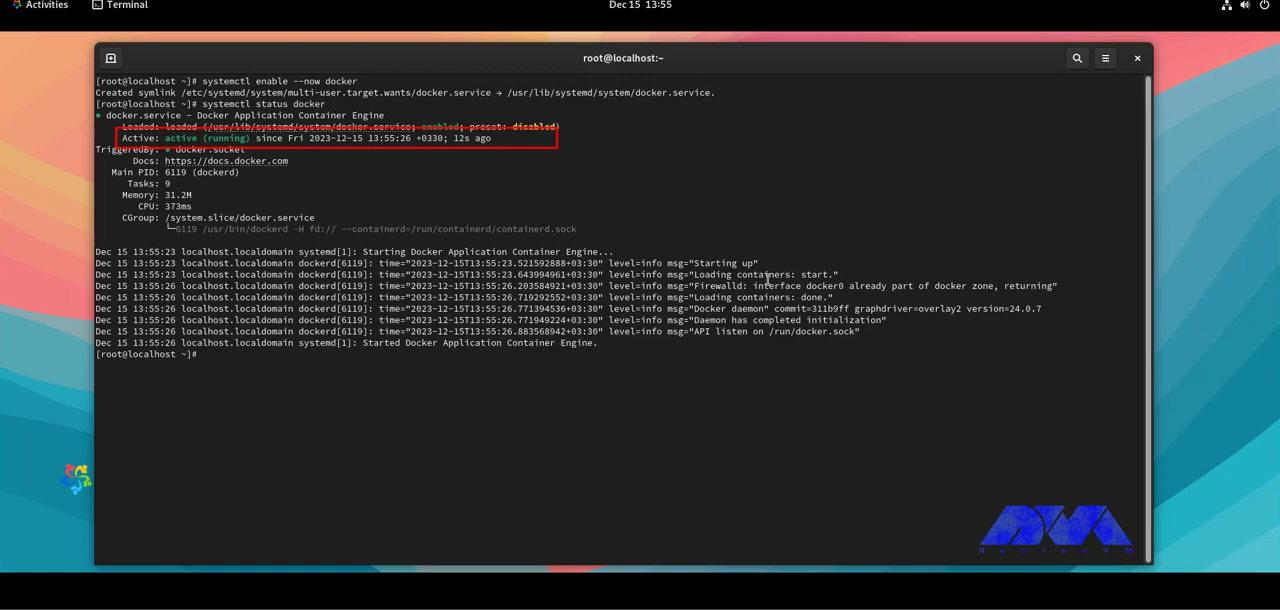 Activities
Terminal
Dec 15 13:55
root@localhost:~
[root@localhost ~]# systemctl enable --now docker
Created symlink /etc/systemd/system/multi-user.target.wants/docker.service → /usr/lib/systemd/system/docker.service.
[root@localhost ~]# systemctl status docker
● docker.service - Docker Application Container Engine
Loaded: loaded (/usr/lib/systemd/system/docker.service; enabled; preset: disabled)
Active: active (running) since Fri 2023-12-15 13:55:26 +0330; 12s ago
TriggeredBy: ● docker.socket
Docs: https://docs.docker.com
Main PID: 6119 (dockerd)
Tasks: 9
Memory: 31.2M
CPU: 373ms
CGroup: /system.slice/docker.service
└─6119 /usr/bin/dockerd -H fd:// --containerd=/run/containerd/containerd.sock
Dec 15 13:55:23 localhost.localdomain systemd[1]: Starting Docker Application Container Engine...
Dec 15 13:55:23 localhost.localdomain dockerd[6119]: time="2023-12-15T13:55:23.521592888+03:30" level=info msg="Starting up"
Dec 15 13:55:23 localhost.localdomain dockerd[6119]: time="2023-12-15T13:55:23.643994961+03:30" level=info msg="Loading containers: start."
Dec 15 13:55:26 localhost.localdomain dockerd[6119]: time="2023-12-15T13:55:26.203584921+03:30" level=info msg="Firewalld: interface docker0 already part of docker zone, returning"
Dec 15 13:55:26 localhost.localdomain dockerd[6119]: time="2023-12-15T13:55:26.719292552+03:30" level=info msg="Loading containers: done."
Dec 15 13:55:26 localhost.localdomain dockerd[6119]: time="2023-12-15T13:55:26.771394536+03:30" level=info msg="Docker daemon" commit=311b9ff graphdriver=overlay2 version=24.0.7
Dec 15 13:55:26 localhost.localdomain dockerd[6119]: time="2023-12-15T13:55:26.771949224+03:30" level=info msg="Daemon has completed initialization"
Dec 15 13:55:26 localhost.localdomain dockerd[6119]: time="2023-12-15T13:55:26.883568942+03:30" level=info msg="API listen on /run/docker.sock"
Dec 15 13:55:26 localhost.localdomain systemd[1]: Started Docker Application Container Engine.
[root@localhost ~]#
NeuronVM